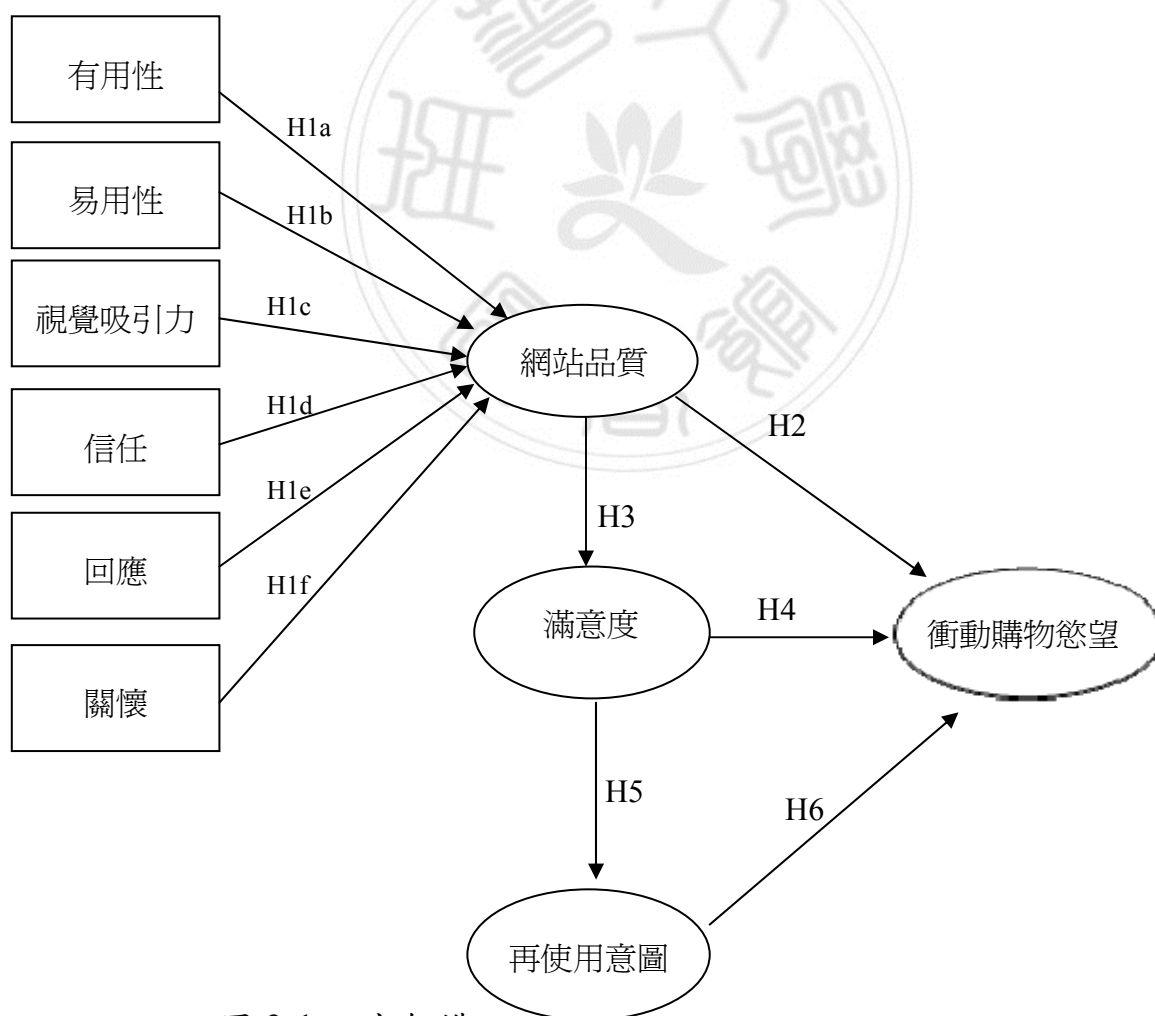 有用性
H1a
易用性
H1b
視覺吸引力
H1c
網站品質
信任
H1d
H2
回應
H1e
H3
關懷
H1f
滿意度
H4
衝動購物慾望
H5
H6
再使用意圖